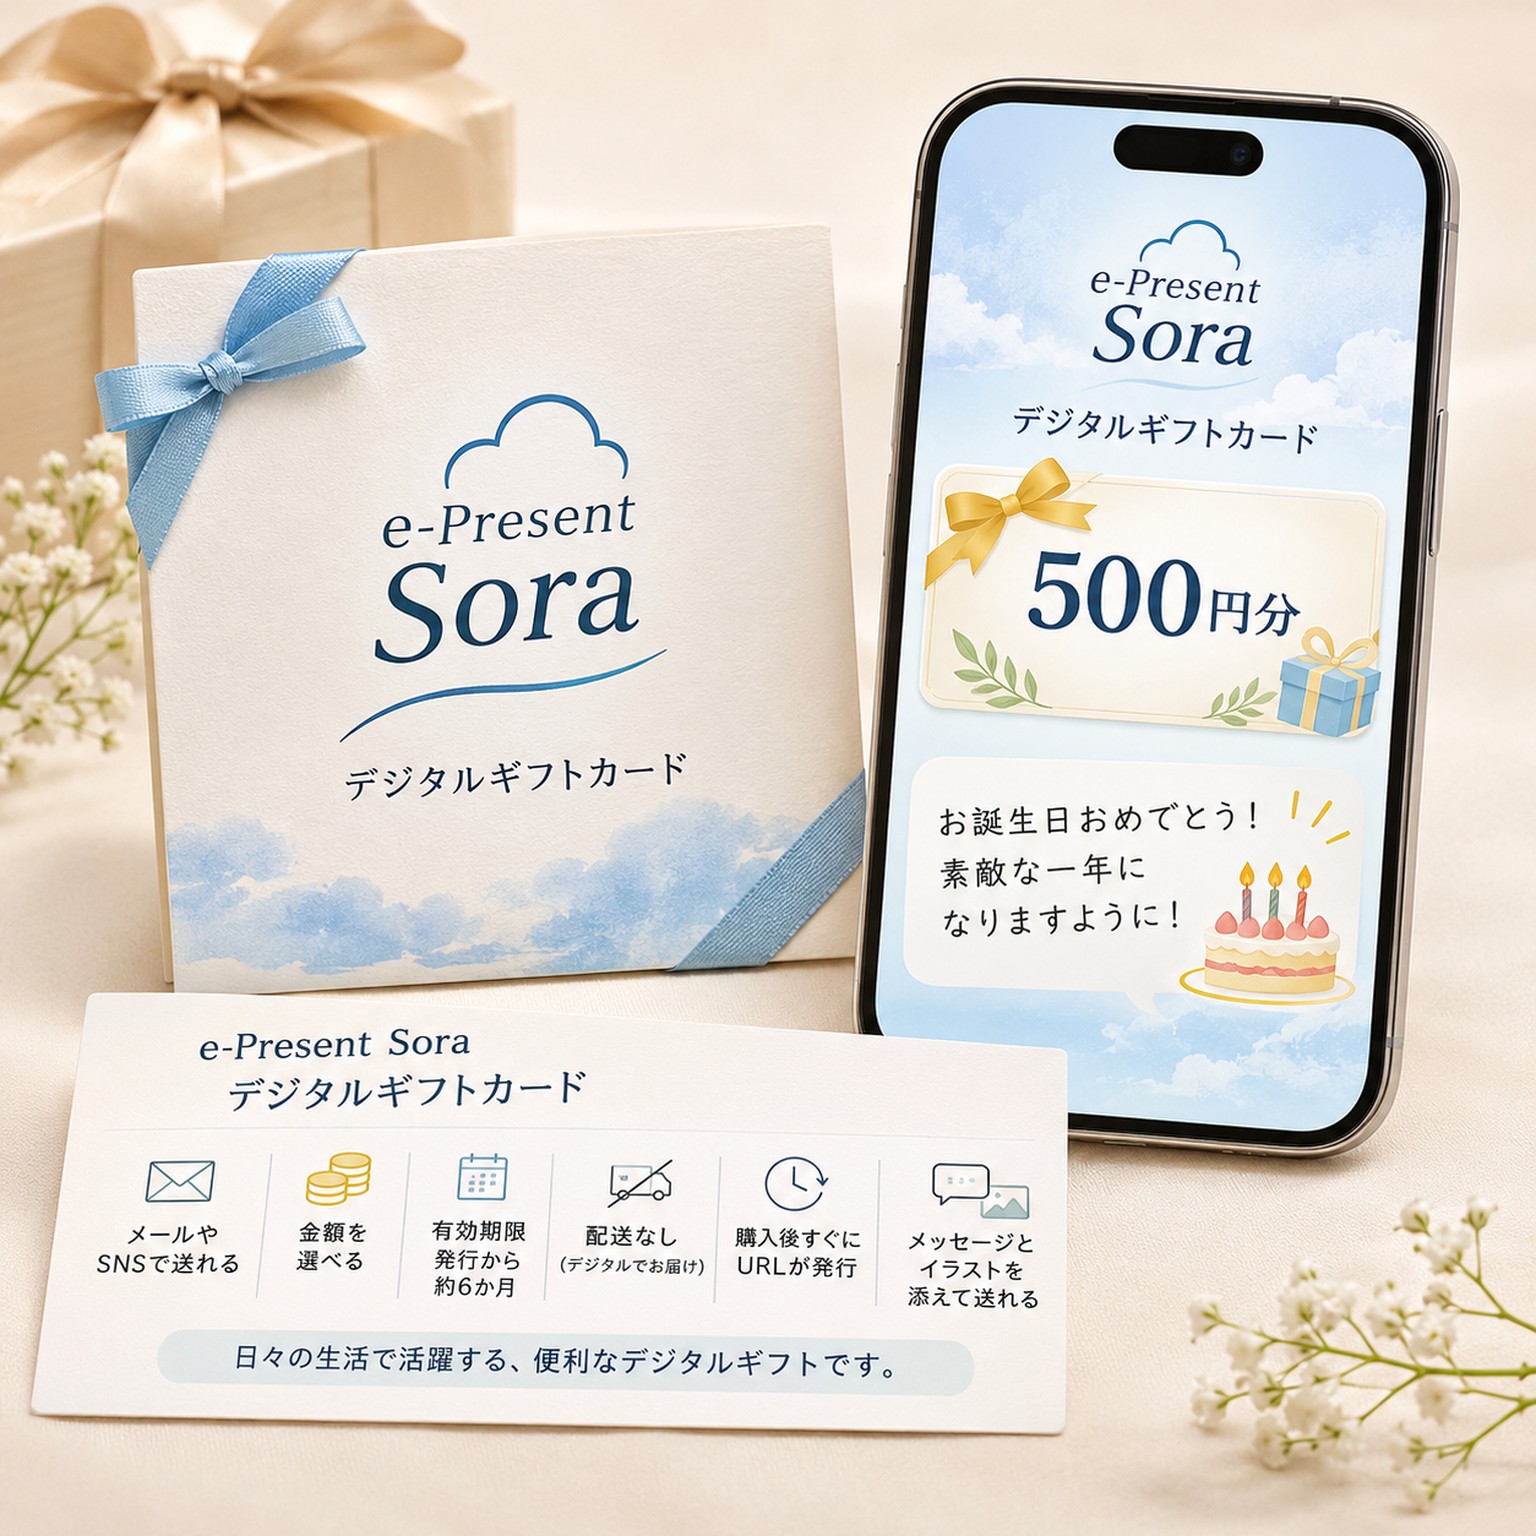 e-Present
Sora
デジタルギフトカード
e-Present
Sora
デジタルギフトカード
500円分
お誕生日おめでとう!
素敵な一年に
なりますように!
e-Present Sora
デジタルギフトカード
メールや
SNSで送れる
金額を
選べる
有効期限
発行から
約6か月
配送なし
(デジタルでお届け)
購入後すぐに
URLが発行
メッセージと
イラストを
添えて送れる
日々の生活で活躍する、便利なデジタルギフトです。